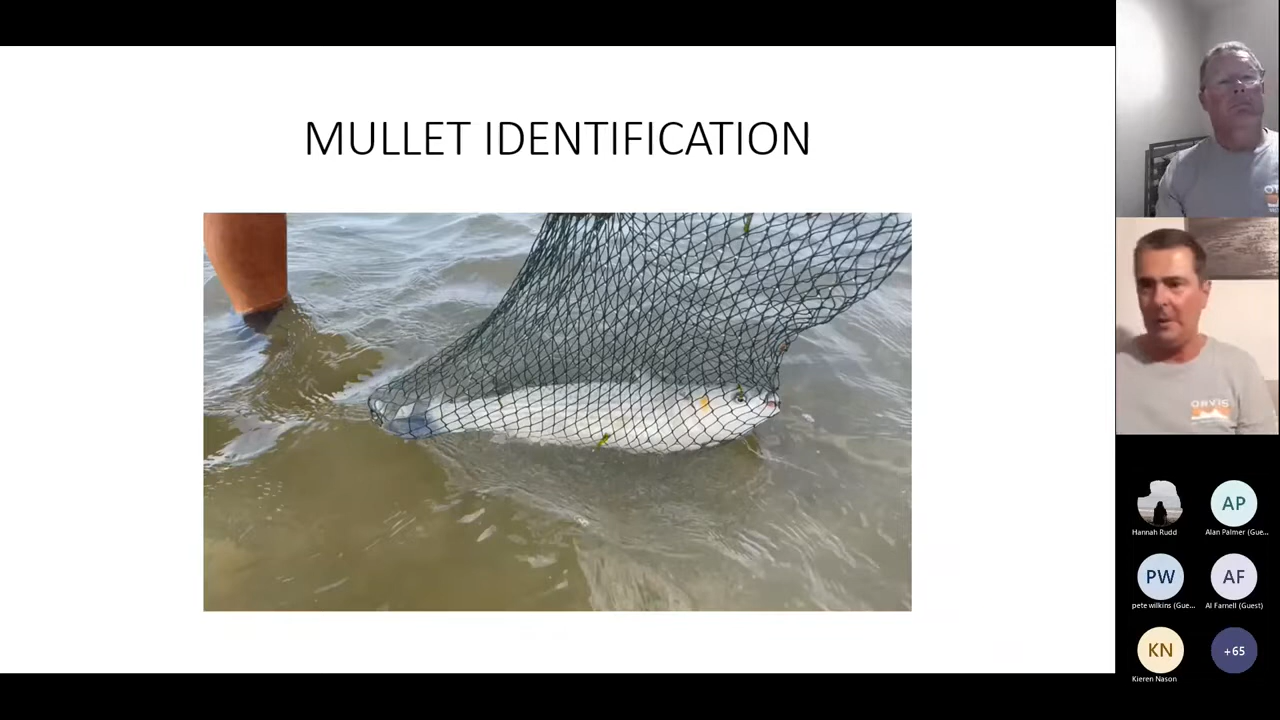 MULLET IDENTIFICATION
ORVIS
Hannah Rudd
AP
Alan Palmer (Gue...
PW
pete wilkins (Gue...
AF
Al Farnell (Guest)
KN
Kieren Nason
+65